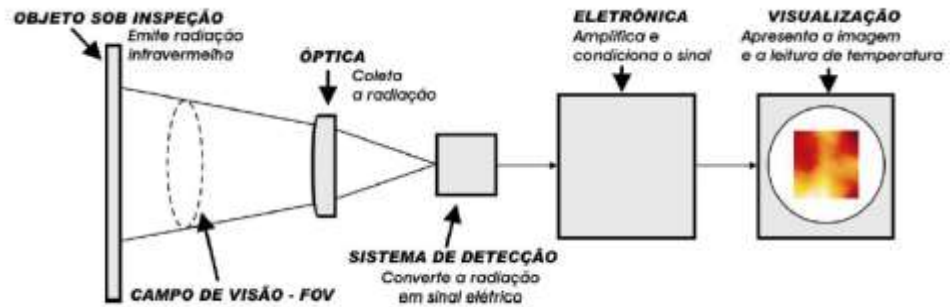 OBJETO SOB INSPEÇÃO
Emite radiação
infravermelha
ÓPTICA
Coleta
a radiação
ELETRÔNICA
Amplifica e
condiciona o sinal
VISUALIZAÇÃO
Apresenta a imagem
e a leitura de temperatura
SISTEMA DE DETECÇÃO
Converte a radiação
em sinal elétrico
CAMPO DE VISÃO - FOV